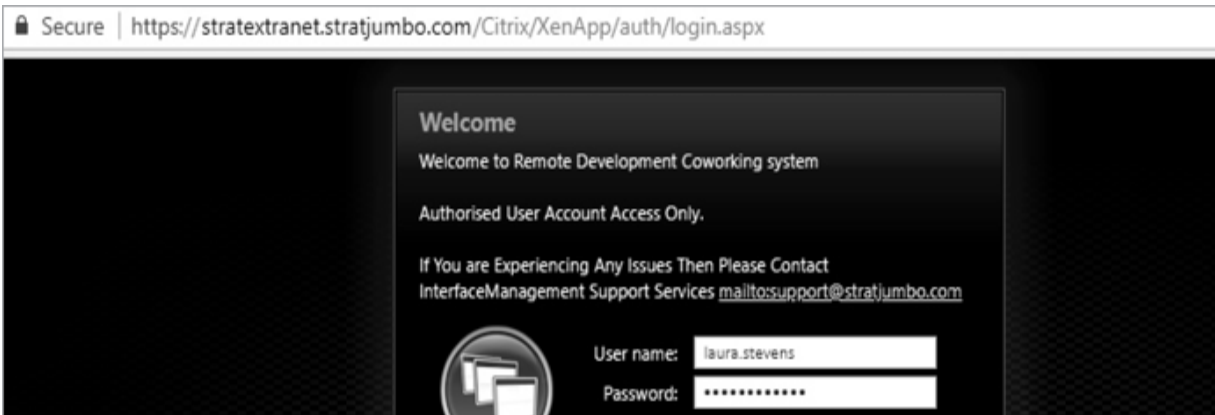 Secure | https://stratextranet.stratjumbo.com/Citrix/XenApp/auth/login.aspx
Welcome
Welcome to Remote Development Coworking system
Authorised User Account Access Only.
If You are Experiencing Any Issues Then Please Contact
InterfaceManagement Support Services mailto:support@stratjumbo.com
User name: laura.stevens
Password: ••••••••••••